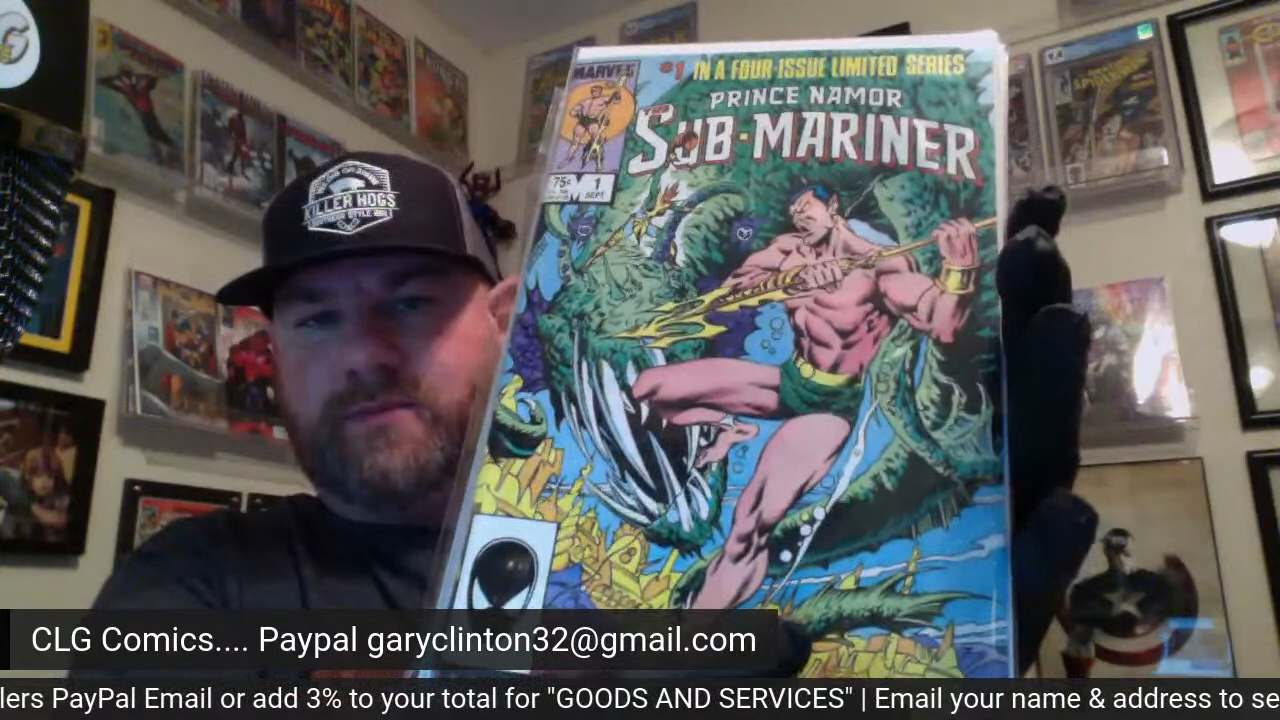 MARVEL
#1 IN A FOUR-ISSUE LIMITED SERIES
PRINCE NAMOR
THE
SUB-MARINER
75¢
1
SEPT
KILLER HOGS
CLG Comics.... Paypal garyclinton32@gmail.com
lers PayPal Email or add 3% to your total for "GOODS AND SERVICES" | Email your name & address to se